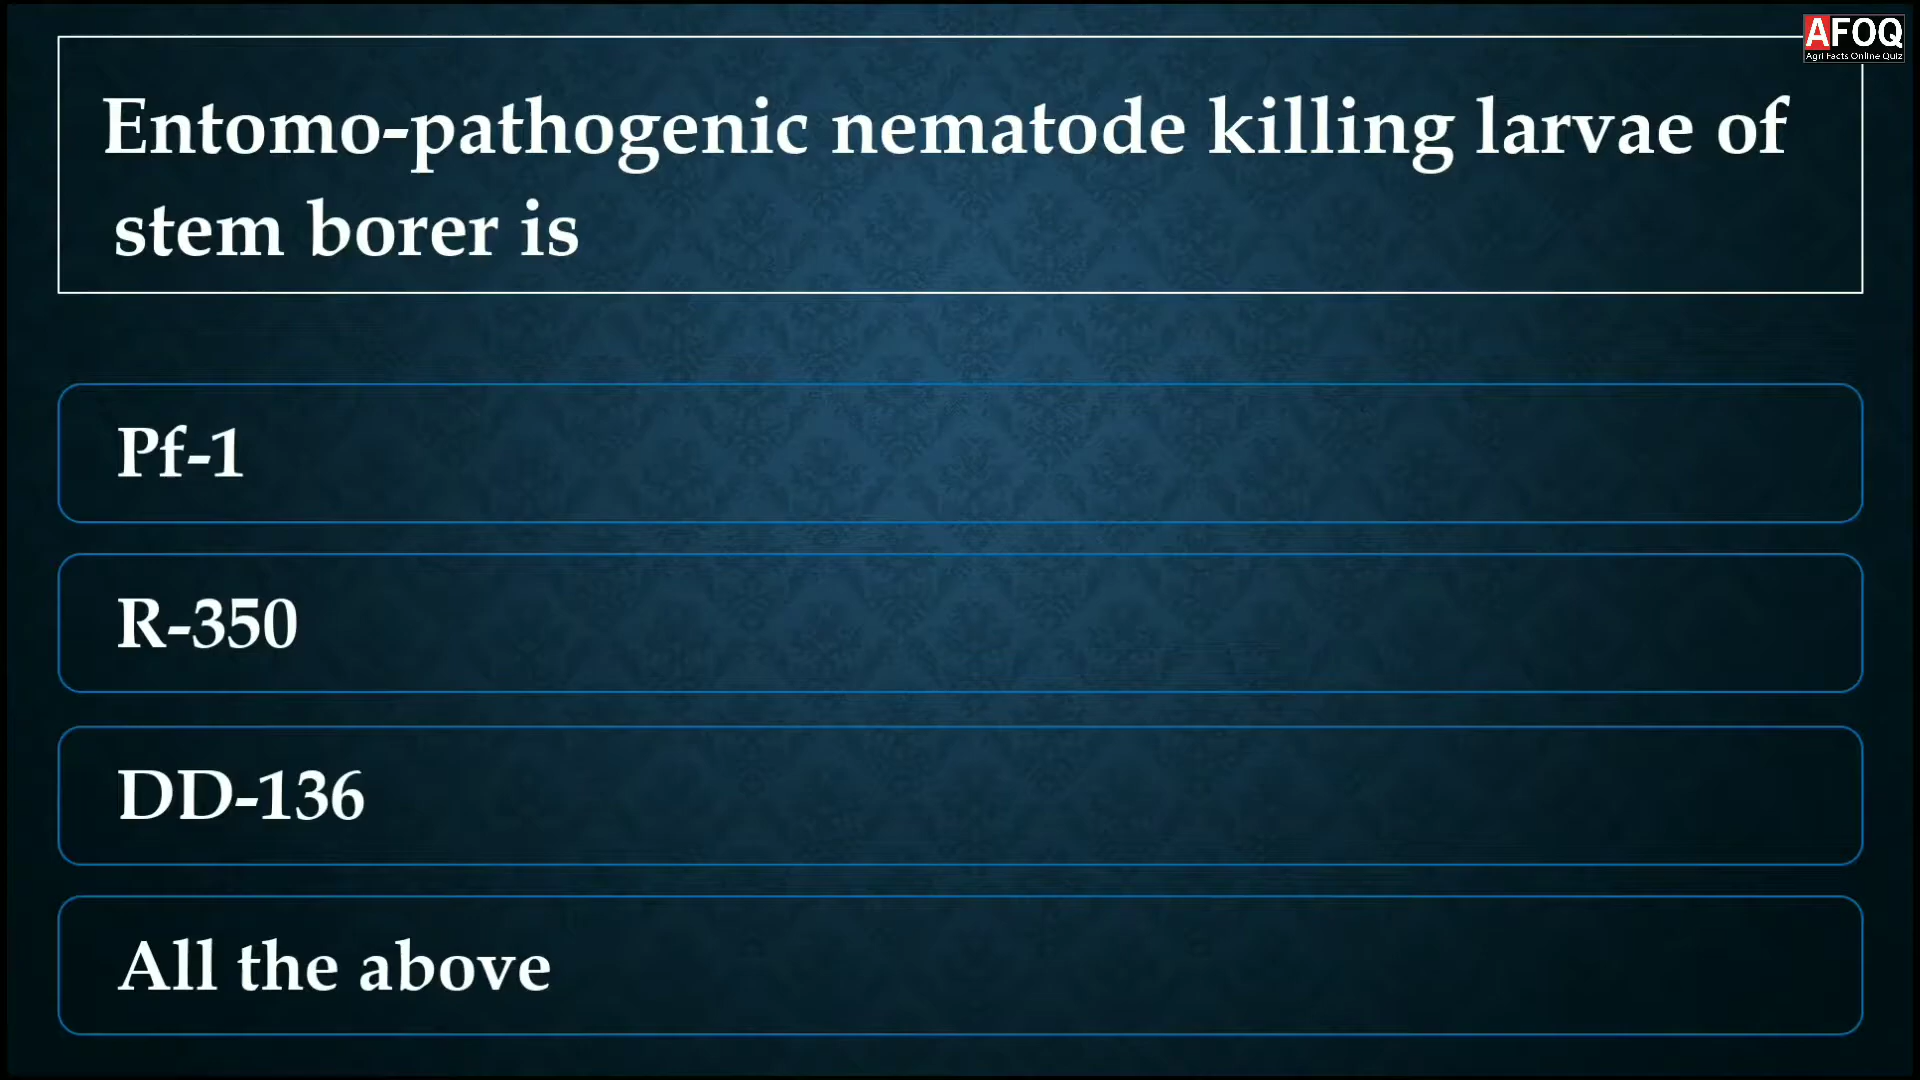 AFOQ
Agri Facts Online Quiz
Entomo-pathogenic nematode killing larvae of
stem borer is
Pf-1
R-350
DD-136
All the above